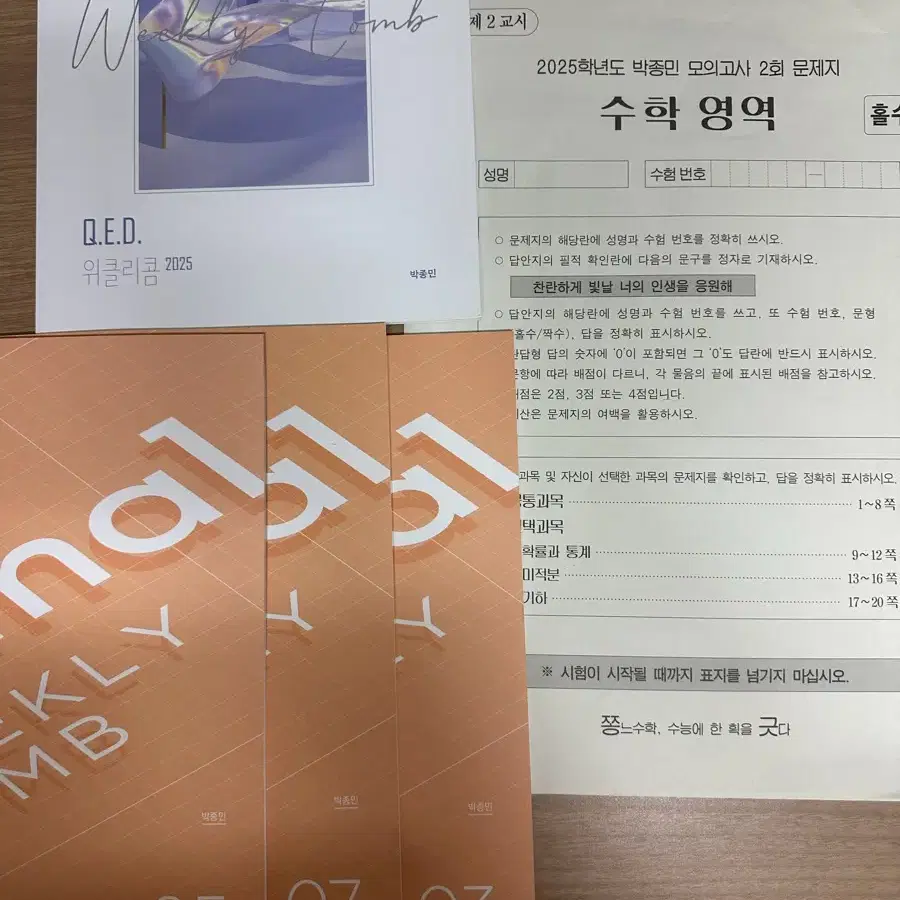 Weekly Comb
Q.E.D.
위클리콤 2025
박종민
제 2 교시
2025학년도 박종민 모의고사 2회 문제지
수학 영역
홀수
성명
수험 번호
—
○ 문제지의 해당란에 성명과 수험 번호를 정확히 쓰시오.
○ 답안지의 필적 확인란에 다음의 문구를 정자로 기재하시오.
찬란하게 빛날 너의 인생을 응원해
○ 답안지의 해당란에 성명과 수험 번호를 쓰고, 또 수험 번호, 문형
홀수/짝수), 답을 정확히 표시하시오.
답형 답의 숫자에 '0'이 포함되면 그 '0'도 답란에 반드시 표시하시오.
문항에 따라 배점이 다르니, 각 물음의 끝에 표시된 배점을 참고하시오.
배점은 2점, 3점 또는 4점입니다.
계산은 문제지의 여백을 활용하시오.
과목 및 자신이 선택한 과목의 문제지를 확인하고, 답을 정확히 표시하시오.
통과목 1~8 쪽
택과목
확률과 통계 9~12 쪽
미적분 13~16 쪽
기하 17~20 쪽
※ 시험이 시작될 때까지 표지를 넘기지 마십시오.
쫑느수학, 수능에 한 획을 긋다
nal
EKLY
MB
박종민
al
Y
박종민
07
al
Y
박종민
03